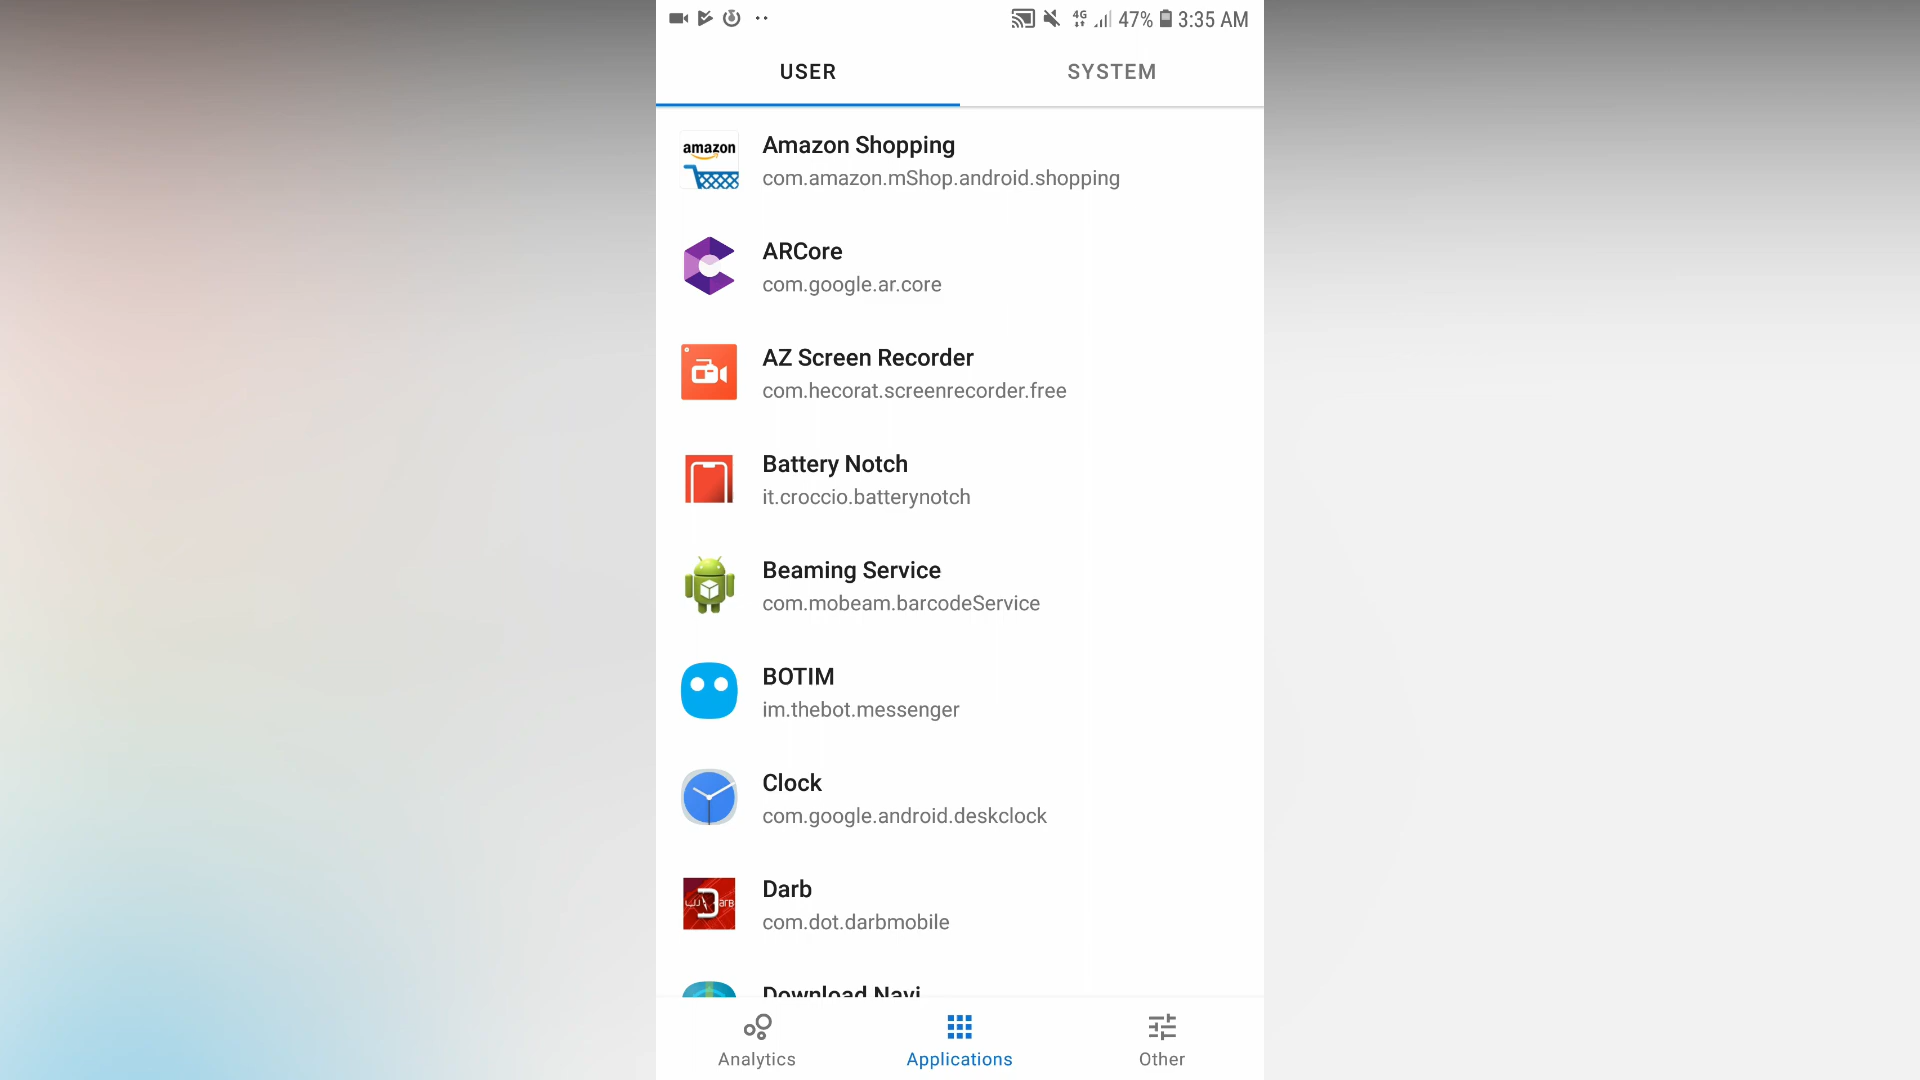 4G 47% 3:35 AM
USER SYSTEM
amazon
Amazon Shopping
com.amazon.mShop.android.shopping
ARCore
com.google.ar.core
AZ Screen Recorder
com.hecorat.screenrecorder.free
Battery Notch
it.croccio.batterynotch
Beaming Service
com.mobeam.barcodeService
BOTIM
im.thebot.messenger
Clock
com.google.android.deskclock
Darb
com.dot.darbmobile
Download Navi
Analytics Applications Other